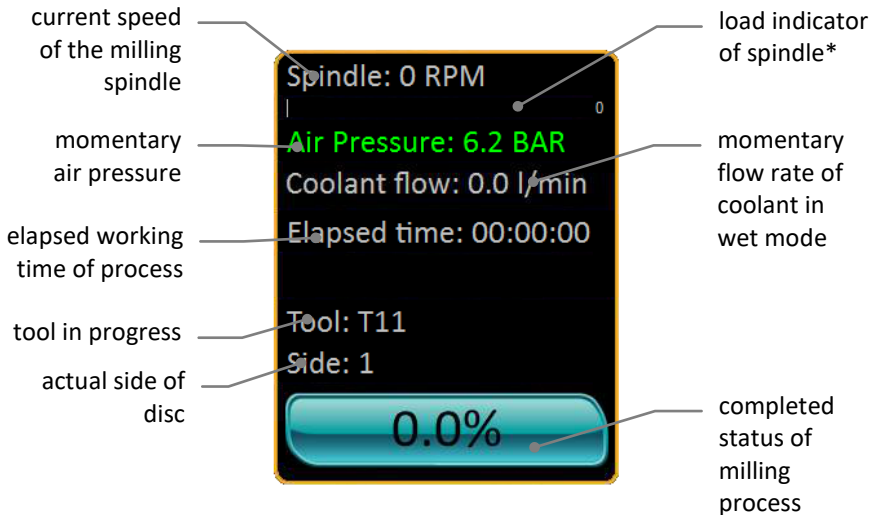 current speed
of the milling
spindle
momentary
air pressure
elapsed working
time of process
tool in progress
actual side of
disc
Spindle: 0 RPM
0
Air Pressure: 6.2 BAR
Coolant flow: 0.0 l/min
Elapsed time: 00:00:00
Tool: T11
Side: 1
0.0%
load indicator
of spindle*
momentary
flow rate of
coolant in
wet mode
completed
status of
milling
process